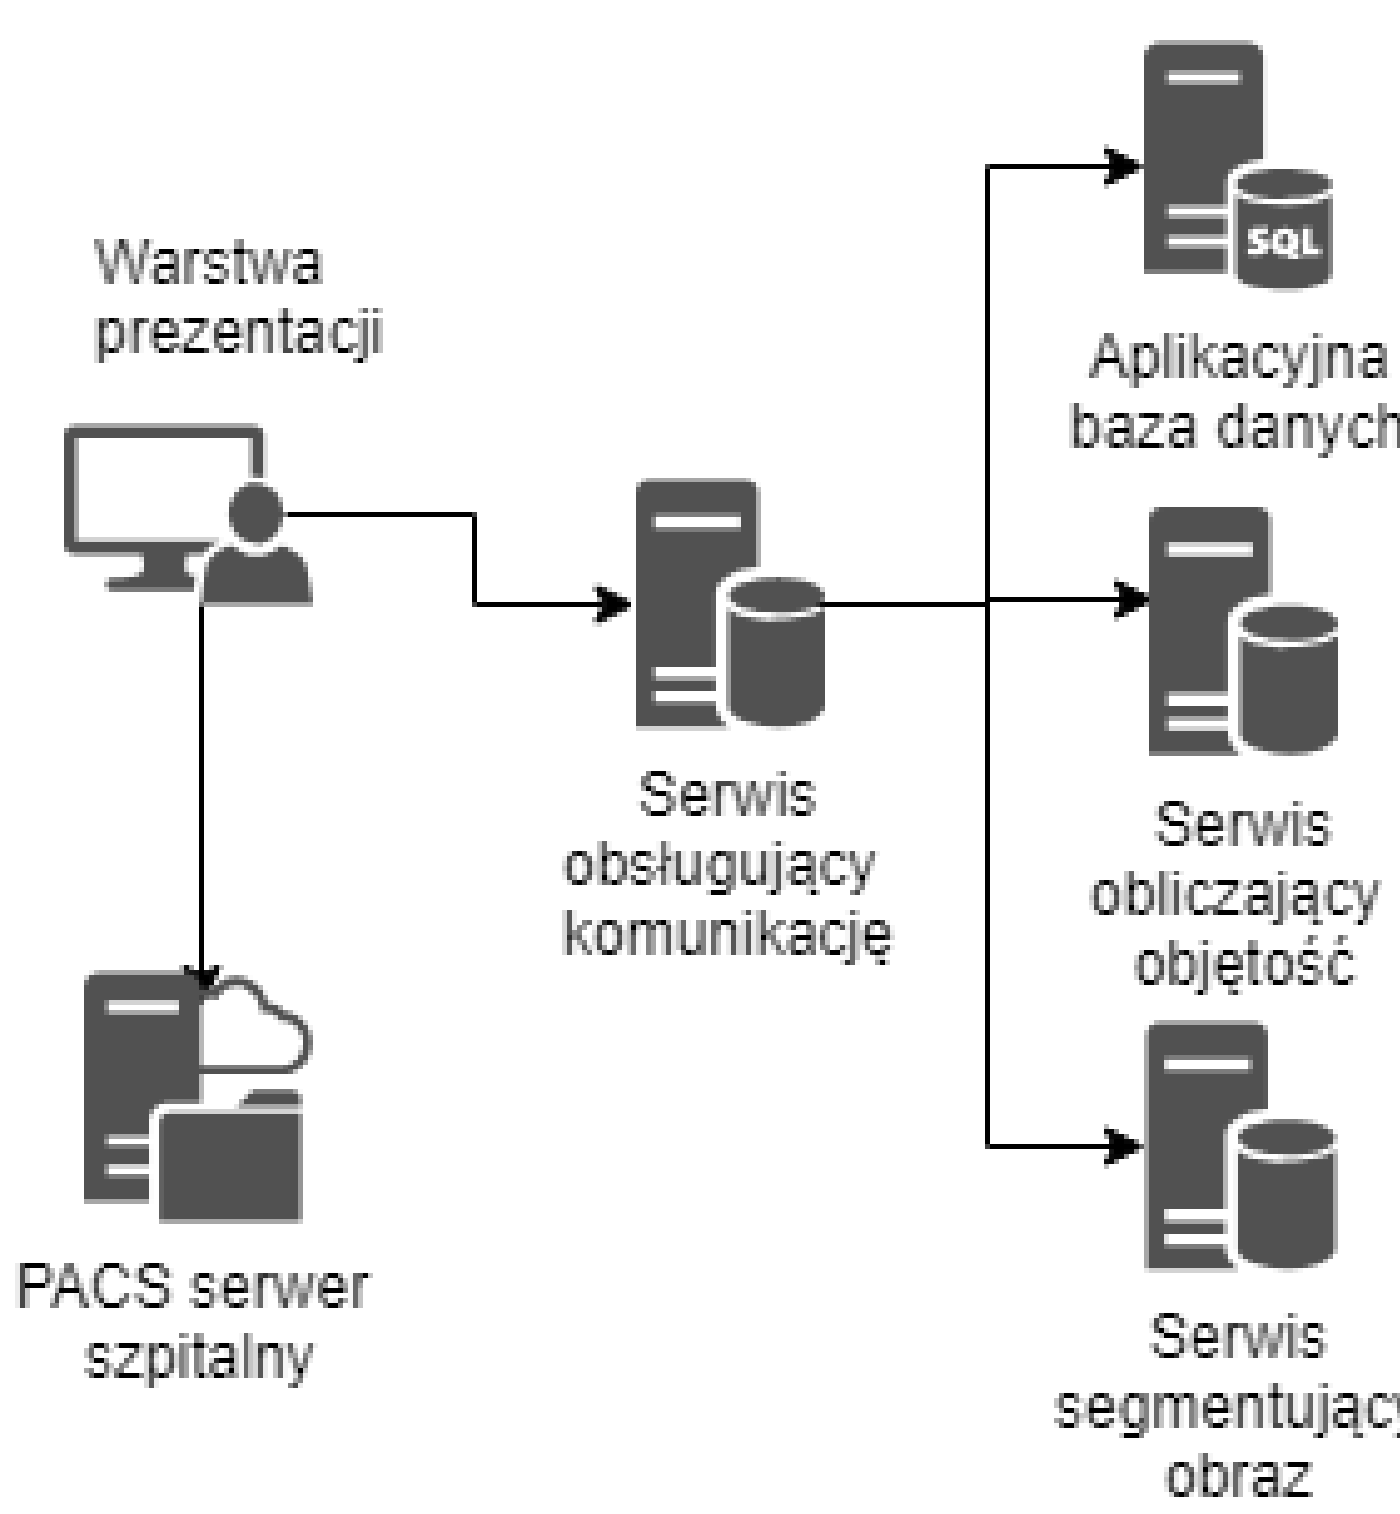 SQL
Warstwa
prezentacji
Aplikacyjna
baza danych
Serwis
obsługujący
komunikację
Serwis
obliczający
objętość
PACS serwer
szpitalny
Serwis
segmentujący
obraz